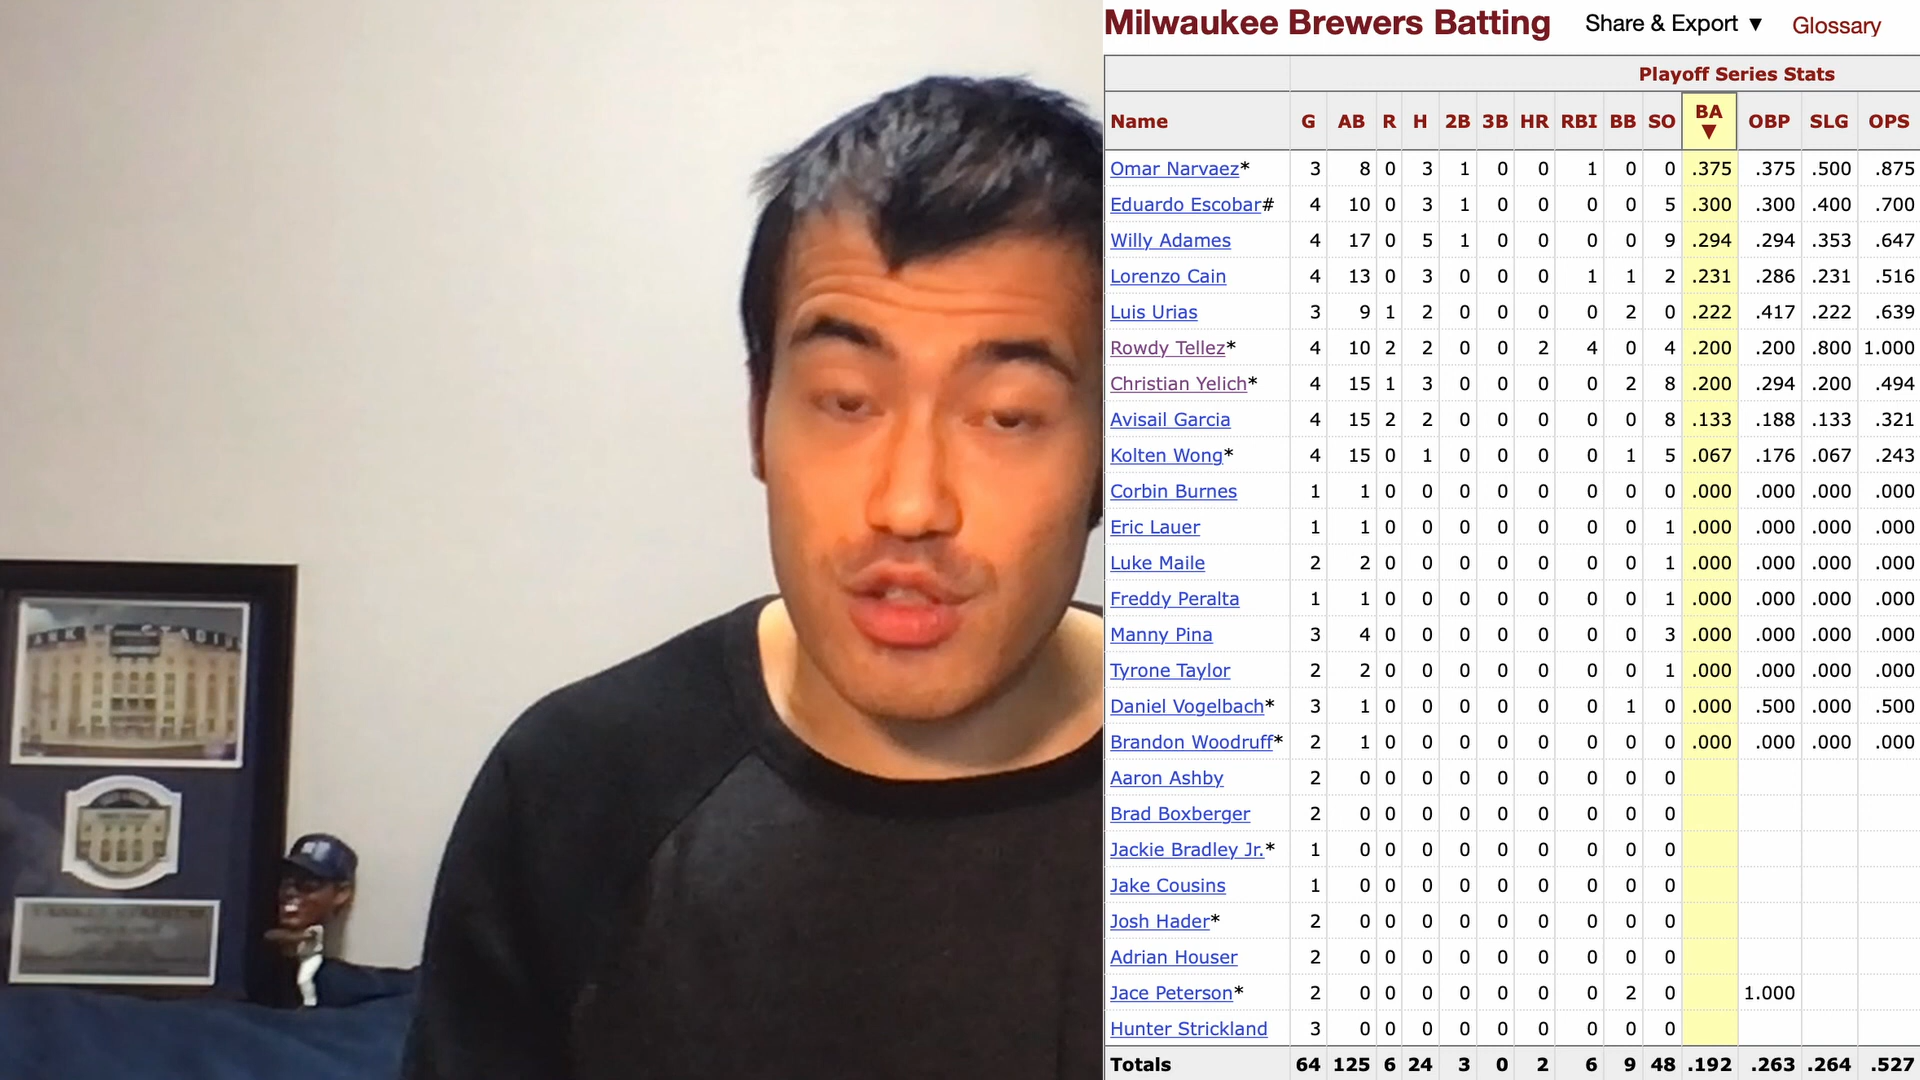 Milwaukee Brewers Batting Share & Export ▼ Glossary
Playoff Series Stats
Name G AB R H 2B 3B HR RBI BB SO BA ▼ OBP SLG OPS
Omar Narvaez* 3 8 0 3 1 0 0 1 0 0 .375 .375 .500 .875
Eduardo Escobar# 4 10 0 3 1 0 0 0 0 5 .300 .300 .400 .700
Willy Adames 4 17 0 5 1 0 0 0 0 9 .294 .294 .353 .647
Lorenzo Cain 4 13 0 3 0 0 0 1 1 2 .231 .286 .231 .516
Luis Urias 3 9 1 2 0 0 0 0 2 0 .222 .417 .222 .639
Rowdy Tellez* 4 10 2 2 0 0 2 4 0 4 .200 .200 .800 1.000
Christian Yelich* 4 15 1 3 0 0 0 0 2 8 .200 .294 .200 .494
Avisail Garcia 4 15 2 2 0 0 0 0 0 8 .133 .188 .133 .321
Kolten Wong* 4 15 0 1 0 0 0 0 1 5 .067 .176 .067 .243
Corbin Burnes 1 1 0 0 0 0 0 0 0 0 .000 .000 .000 .000
Eric Lauer 1 1 0 0 0 0 0 0 0 1 .000 .000 .000 .000
Luke Maile 2 2 0 0 0 0 0 0 0 1 .000 .000 .000 .000
Freddy Peralta 1 1 0 0 0 0 0 0 0 1 .000 .000 .000 .000
Manny Pina 3 4 0 0 0 0 0 0 0 3 .000 .000 .000 .000
Tyrone Taylor 2 2 0 0 0 0 0 0 0 1 .000 .000 .000 .000
Daniel Vogelbach* 3 1 0 0 0 0 0 0 1 0 .000 .500 .000 .500
Brandon Woodruff* 2 1 0 0 0 0 0 0 0 0 .000 .000 .000 .000
Aaron Ashby 2 0 0 0 0 0 0 0 0 0
Brad Boxberger 2 0 0 0 0 0 0 0 0 0
Jackie Bradley Jr.* 1 0 0 0 0 0 0 0 0 0
Jake Cousins 1 0 0 0 0 0 0 0 0 0
Josh Hader* 2 0 0 0 0 0 0 0 0 0
Adrian Houser 2 0 0 0 0 0 0 0 0 0
Jace Peterson* 2 0 0 0 0 0 0 0 2 0 1.000
Hunter Strickland 3 0 0 0 0 0 0 0 0 0
Totals 64 125 6 24 3 0 2 6 9 48 .192 .263 .264 .527